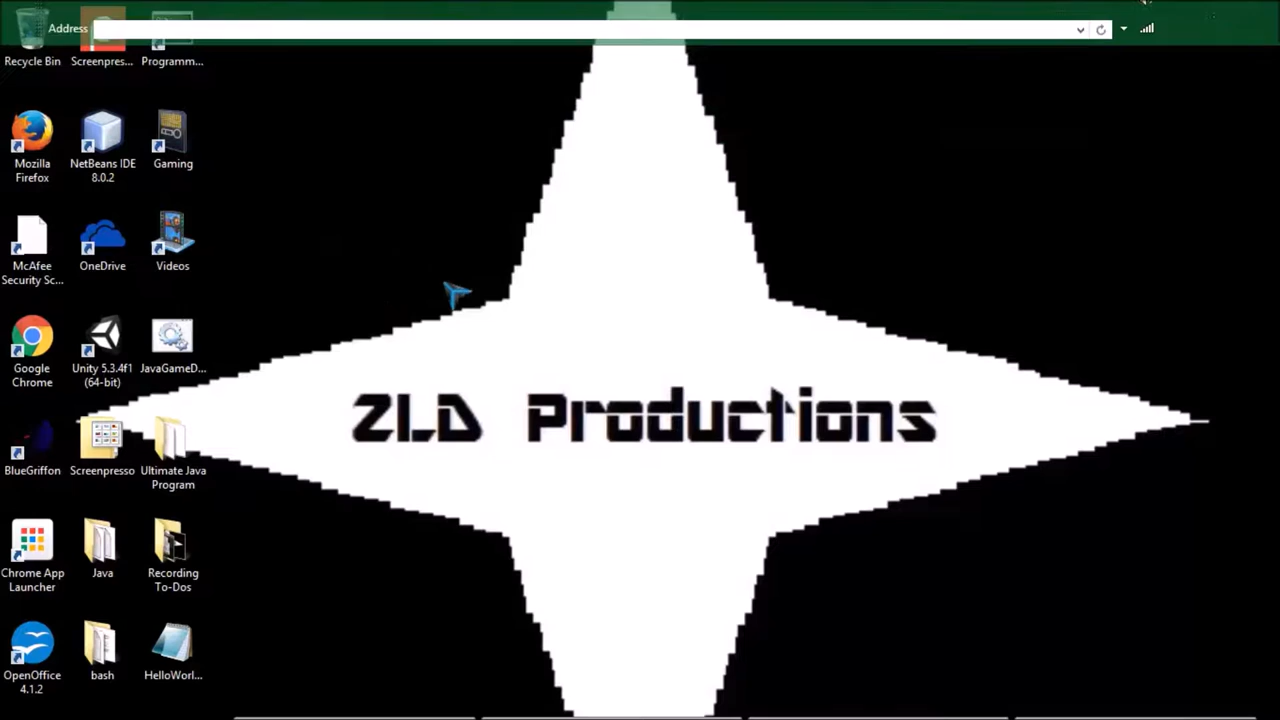 Address
Recycle Bin
Screenpres...
Programm...
Mozilla
Firefox
NetBeans IDE
8.0.2
Gaming
McAfee
Security Sc...
OneDrive
Videos
Google
Chrome
Unity 5.3.4f1
(64-bit)
JavaGameD...
ZLD Productions
BlueGriffon
Screenpresso
Ultimate Java
Program
Chrome App
Launcher
Java
Recording
To-Dos
OpenOffice
4.1.2
bash
HelloWorl...